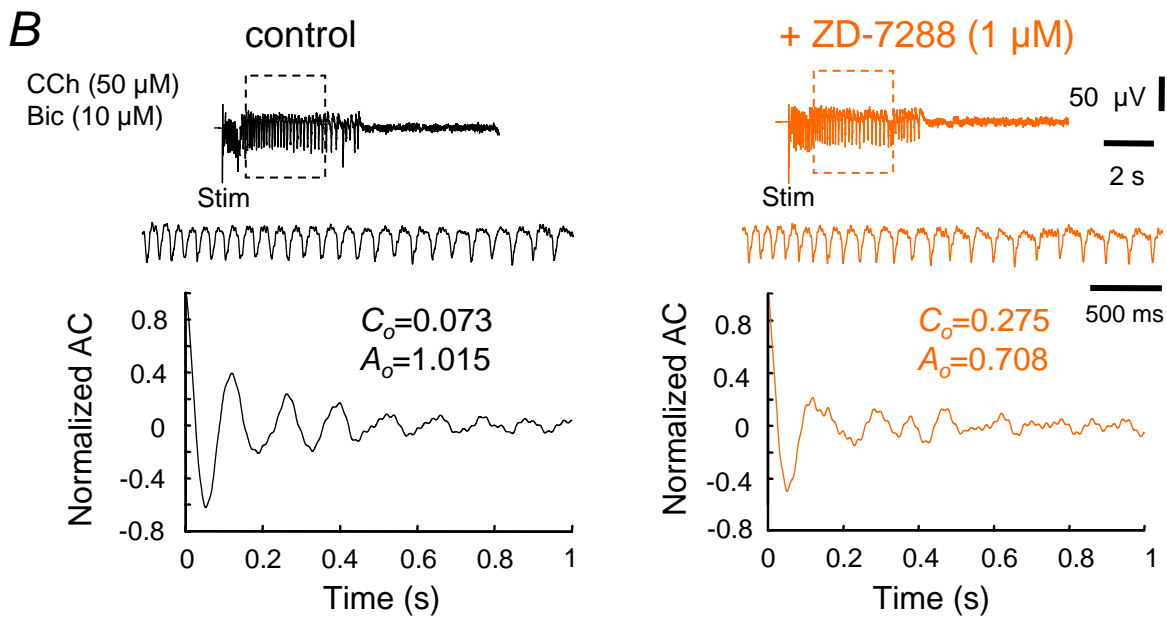 B
control
+ ZD-7288 (1 µM)
CCh (50 µM)
Bic (10 µM)
50 µV
2 s
Stim
Stim
500 ms
Normalized AC
0.8
0.4
0
-0.4
-0.8
Co=0.073
Ao=1.015
0 0.2 0.4 0.6 0.8 1
Time (s)
Normalized AC
0.8
0.4
0
-0.4
-0.8
Co=0.275
Ao=0.708
0 0.2 0.4 0.6 0.8 1
Time (s)